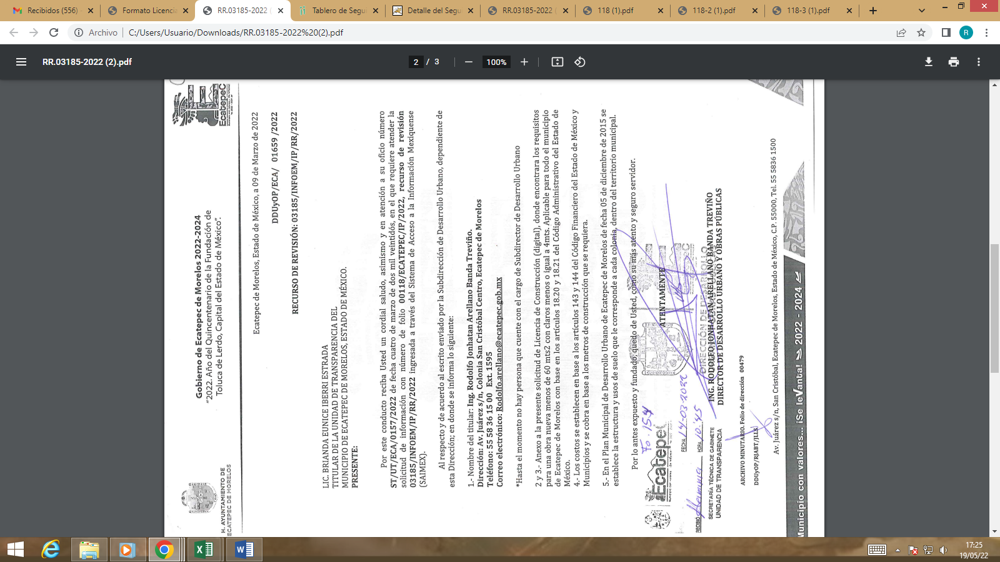 Recibidos (556) -
Formato Licencia
RR.03185-2022 (
Tablero de Segu
Detalle del Segu
RR.03185-2022
118 (1).pdf
118-2 (1).pdf
118-3 (1).pdf
Archivo
C:/Users/Usuario/Downloads/RR.03185-2022%20(2).pdf
R
RR.03185-2022 (2).pdf
2 / 3
100%
H. AYUNTAMIENTO DE
ECATEPEC DE MORELOS
Gobierno de Ecatepec de Morelos 2022-2024
"2022. Año del Quincentenario de la Fundación de
Toluca de Lerdo, Capital del Estado de México".
Ecatepec
Ecatepec de Morelos, Estado de México, a 09 de Marzo de 2022
DDUyOP/ECA/ 01659 /2022
RECURSO DE REVISIÓN: 03185/INFOEM/IP/RR/2022
LIC. BRIANDA EUNICE IBERRI ESTRADA
TITULAR DE LA UNIDAD DE TRANSPARENCIA DEL
MUNICIPIO DE ECATEPEC DE MORELOS, ESTADO DE MÉXICO.
PRESENTE:
Por este conducto reciba Usted un cordial saludo, asimismo y en atención a su oficio número
ST/UT/ECA/0157/2022 de fecha cuatro de marzo de dos mil veintidós, en el que requiere atender la
solicitud de información con número de folio 00118/ECATEPEC/IP/2022, recurso de revisión
03185/INFOEM/IP/RR/2022 ingresada a través del Sistema de Acceso a la Información Mexiquense
(SAIMEX).
Al respecto y de acuerdo al escrito enviado por la Subdirección de Desarrollo Urbano, dependiente de
esta Dirección; en donde se informa lo siguiente:
1.- Nombre del titular: Ing. Rodolfo Jonhatan Arellano Banda Treviño.
Dirección: Av. Juárez s/n, Colonia San Cristóbal Centro, Ecatepec de Morelos
Teléfono: 55 58 36 15 00 Ext. 1595
Correo electrónico: Rodolfo.arellano@ecatepec.gob.mx
*Hasta el momento no hay persona que cuente con el cargo de Subdirector de Desarrollo Urbano
2 y 3.- Anexo a la presente solicitud de Licencia de Construcción (digital), donde encontrara los requisitos
para una obra nueva menos de 60 mts2 con claros menos o igual a 4mts. Aplicable para todo el municipio
de Ecatepec de Morelos con base en los artículos 18.20 y 18.21 del Código Administrativo del Estado de
México.
4.- Los costos se establecen en base a los artículos 143 y 144 del Código Financiero del Estado de México y
Municipios y se cobra en base a los metros de construcción que se requiera.
5.- En el Plan Municipal de Desarrollo Urbano de Ecatepec de Morelos de fecha 05 de diciembre de 2015 se
establece la estructura y usos de suelo que le corresponde a cada colonia, dentro del territorio municipal.
Por lo antes expuesto y fundado, quedo de Usted, como su más atento y seguro servidor.
ATENTAMENTE
DIRECCIÓN DE DESARROLLO
ING. RODOLFO JONHATAN ARELLANO BANDA TREVIÑO
DIRECTOR DE DESARROLLO URBANO Y OBRAS PÚBLICAS
Ecatepec
FECHA 14-03-2022
RECIBIÓ HORA 10:45
SECRETARÍA TÉCNICA DE GABINETE
UNIDAD DE TRANSPARENCIA
ARCHIVO MINUTARIO. Folio de dirección 00479
DDUyOP/RJABT/JLLS
Av. Juárez s/n, San Cristóbal, Ecatepec de Morelos, Estado de México, C.P. 55000, Tel. 55 5836 1500
Municipio con valores... ¡Se leVanta! 2022 - 2024
17:25
19/05/22